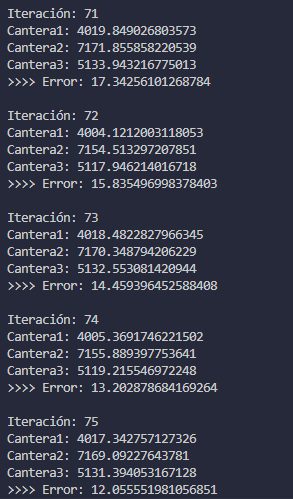 Iteración: 71
Cantera1: 4019.849026803573
Cantera2: 7171.855858220539
Cantera3: 5133.943216775013
>>>> Error: 17.34256101268784
Iteración: 72
Cantera1: 4004.1212003118053
Cantera2: 7154.513297207851
Cantera3: 5117.946214016718
>>>> Error: 15.835496998378403
Iteración: 73
Cantera1: 4018.4822827966345
Cantera2: 7170.348794206229
Cantera3: 5132.553081420944
>>>> Error: 14.459396452588408
Iteración: 74
Cantera1: 4005.3691746221502
Cantera2: 7155.889397753641
Cantera3: 5119.215546972248
>>>> Error: 13.202878684169264
Iteración: 75
Cantera1: 4017.342757127326
Cantera2: 7169.09227643781
Cantera3: 5131.394053167128
>>>> Error: 12.055551981056851